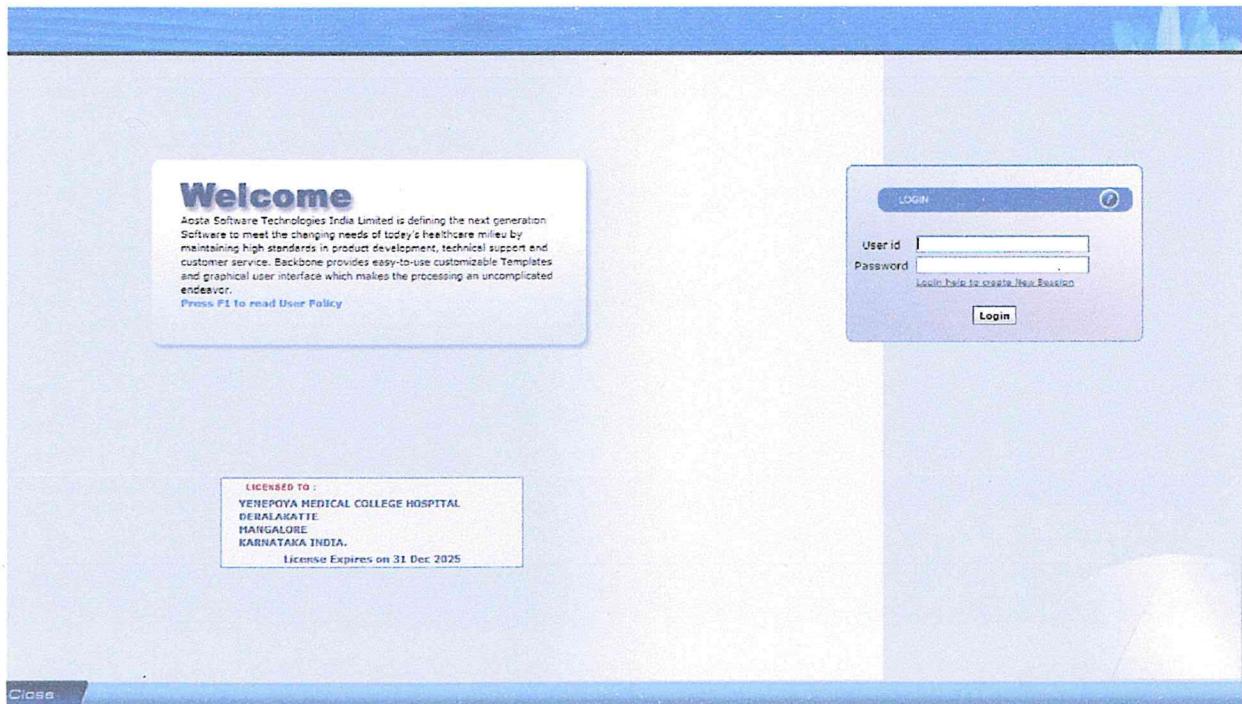 Welcome
Aosta Software Technologies India Limited is defining the next generation
Software to meet the changing needs of today's healthcare milieu by
maintaining high standards in product development, technical support and
customer service. Backbone provides easy-to-use customizable Templates
and graphical user interface which makes the processing an uncomplicated
endeavor.
Press F1 to read User Policy
LOGIN
User id
Password
Login help to create New Session
Login
LICENSED TO :
YENEPOYA MEDICAL COLLEGE HOSPITAL
DERALAKATTE
MANGALORE
KARNATAKA INDIA.
License Expires on 31 Dec 2025
Close